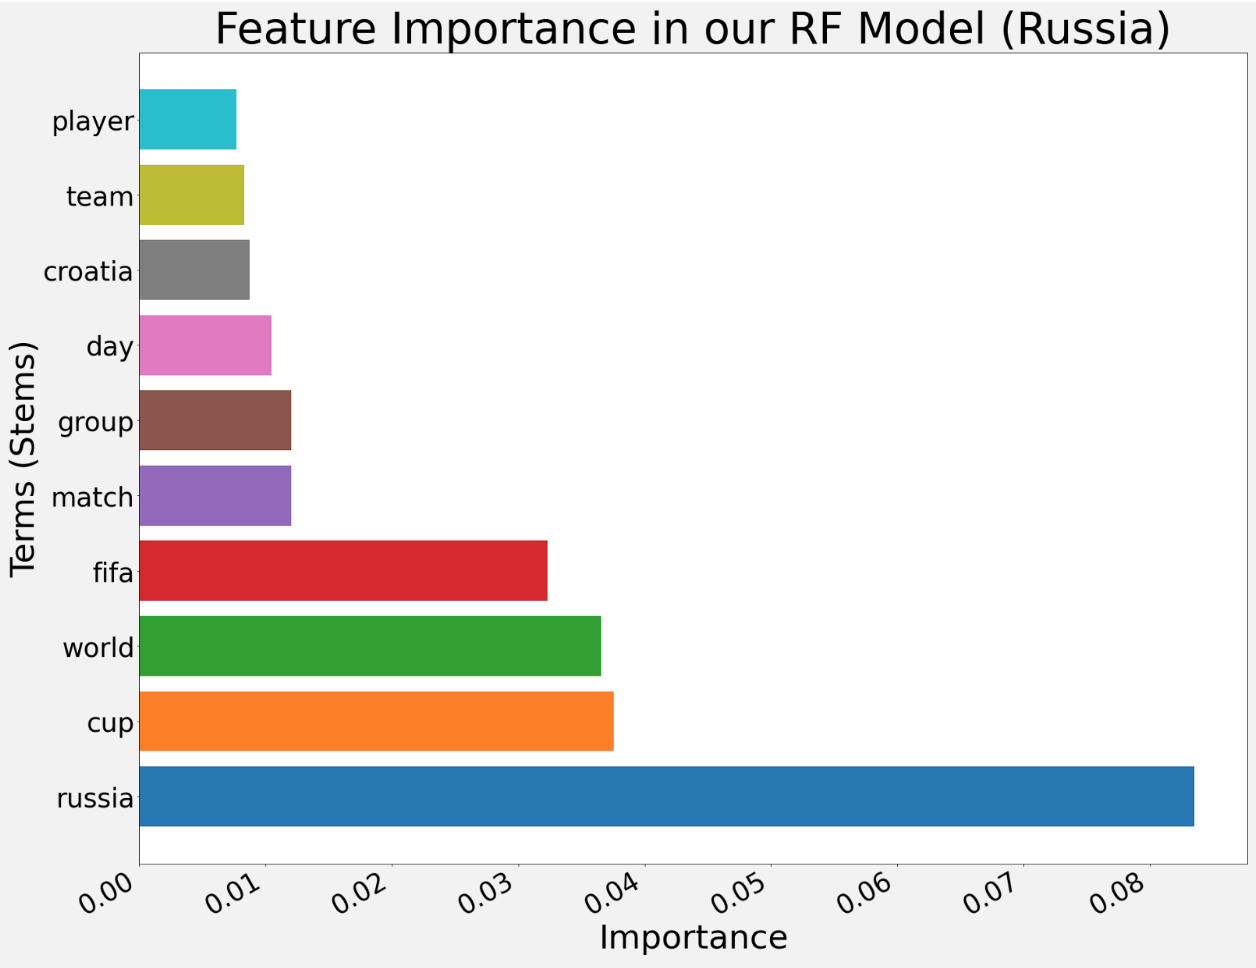 Feature Importance in our RF Model (Russia)
player
team
croatia
day
group
match
fifa
world
cup
russia
Terms (Stems)
0.00 0.01 0.02 0.03 0.04 0.05 0.06 0.07 0.08
Importance